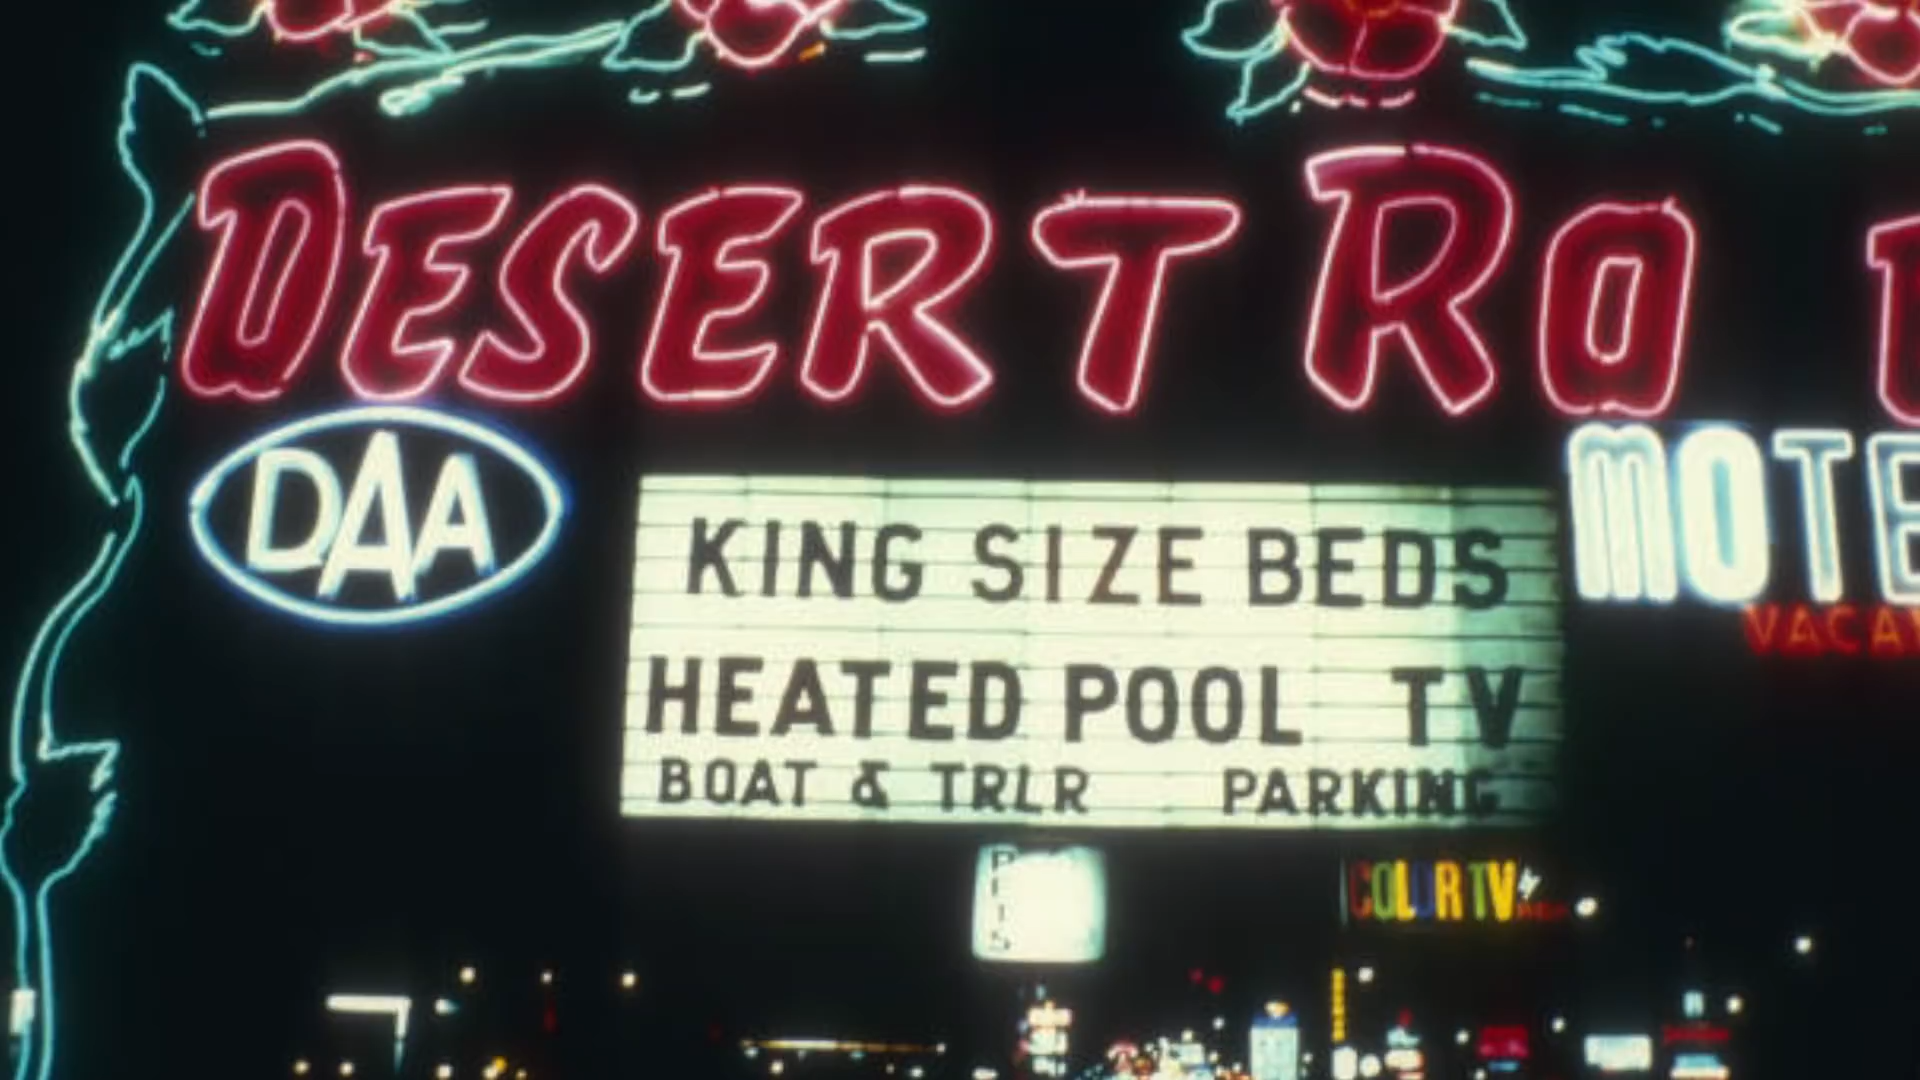 DESERT RO
DAA
MOTE
VACA
KING SIZE BEDS
HEATED POOL TV
BOAT & TRLR PARKING
COLOR TV